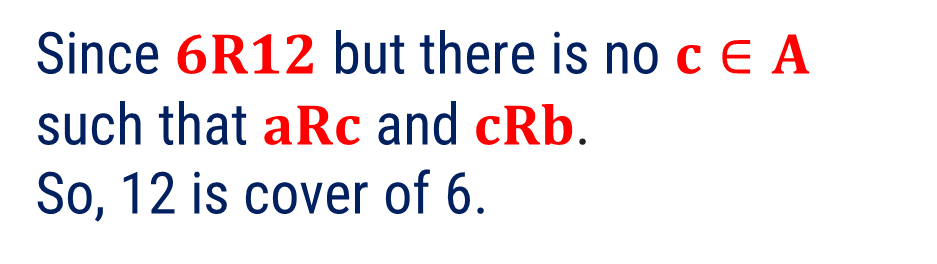 Since 6R12 but there is no c ∈ A
such that aRc and cRb.
So, 12 is cover of 6.